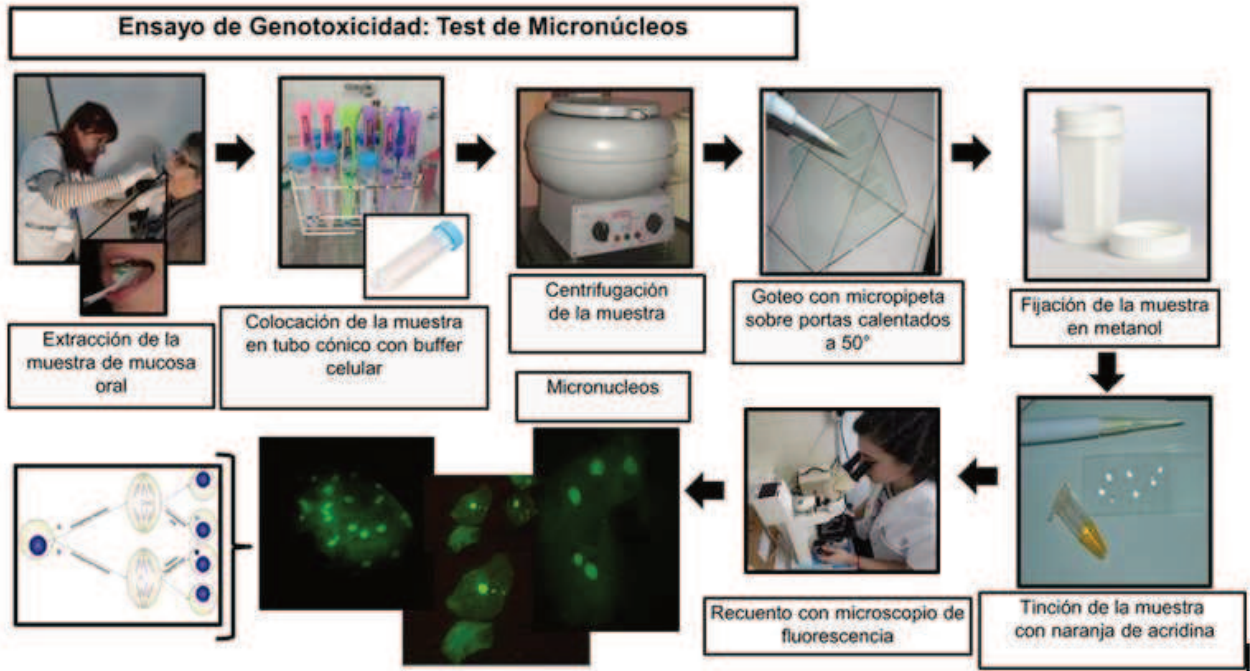 Ensayo de Genotoxicidad: Test de Micronúcleos
Extracción de la
muestra de mucosa
oral
Colocación de la muestra
en tubo cónico con buffer
celular
Centrifugación
de la muestra
Goteo con micropipeta
sobre portas calentados
a 50°
Fijación de la muestra
en metanol
Tinción de la muestra
con naranja de acridina
Recuento con microscopio de
fluorescencia
Micronucleos